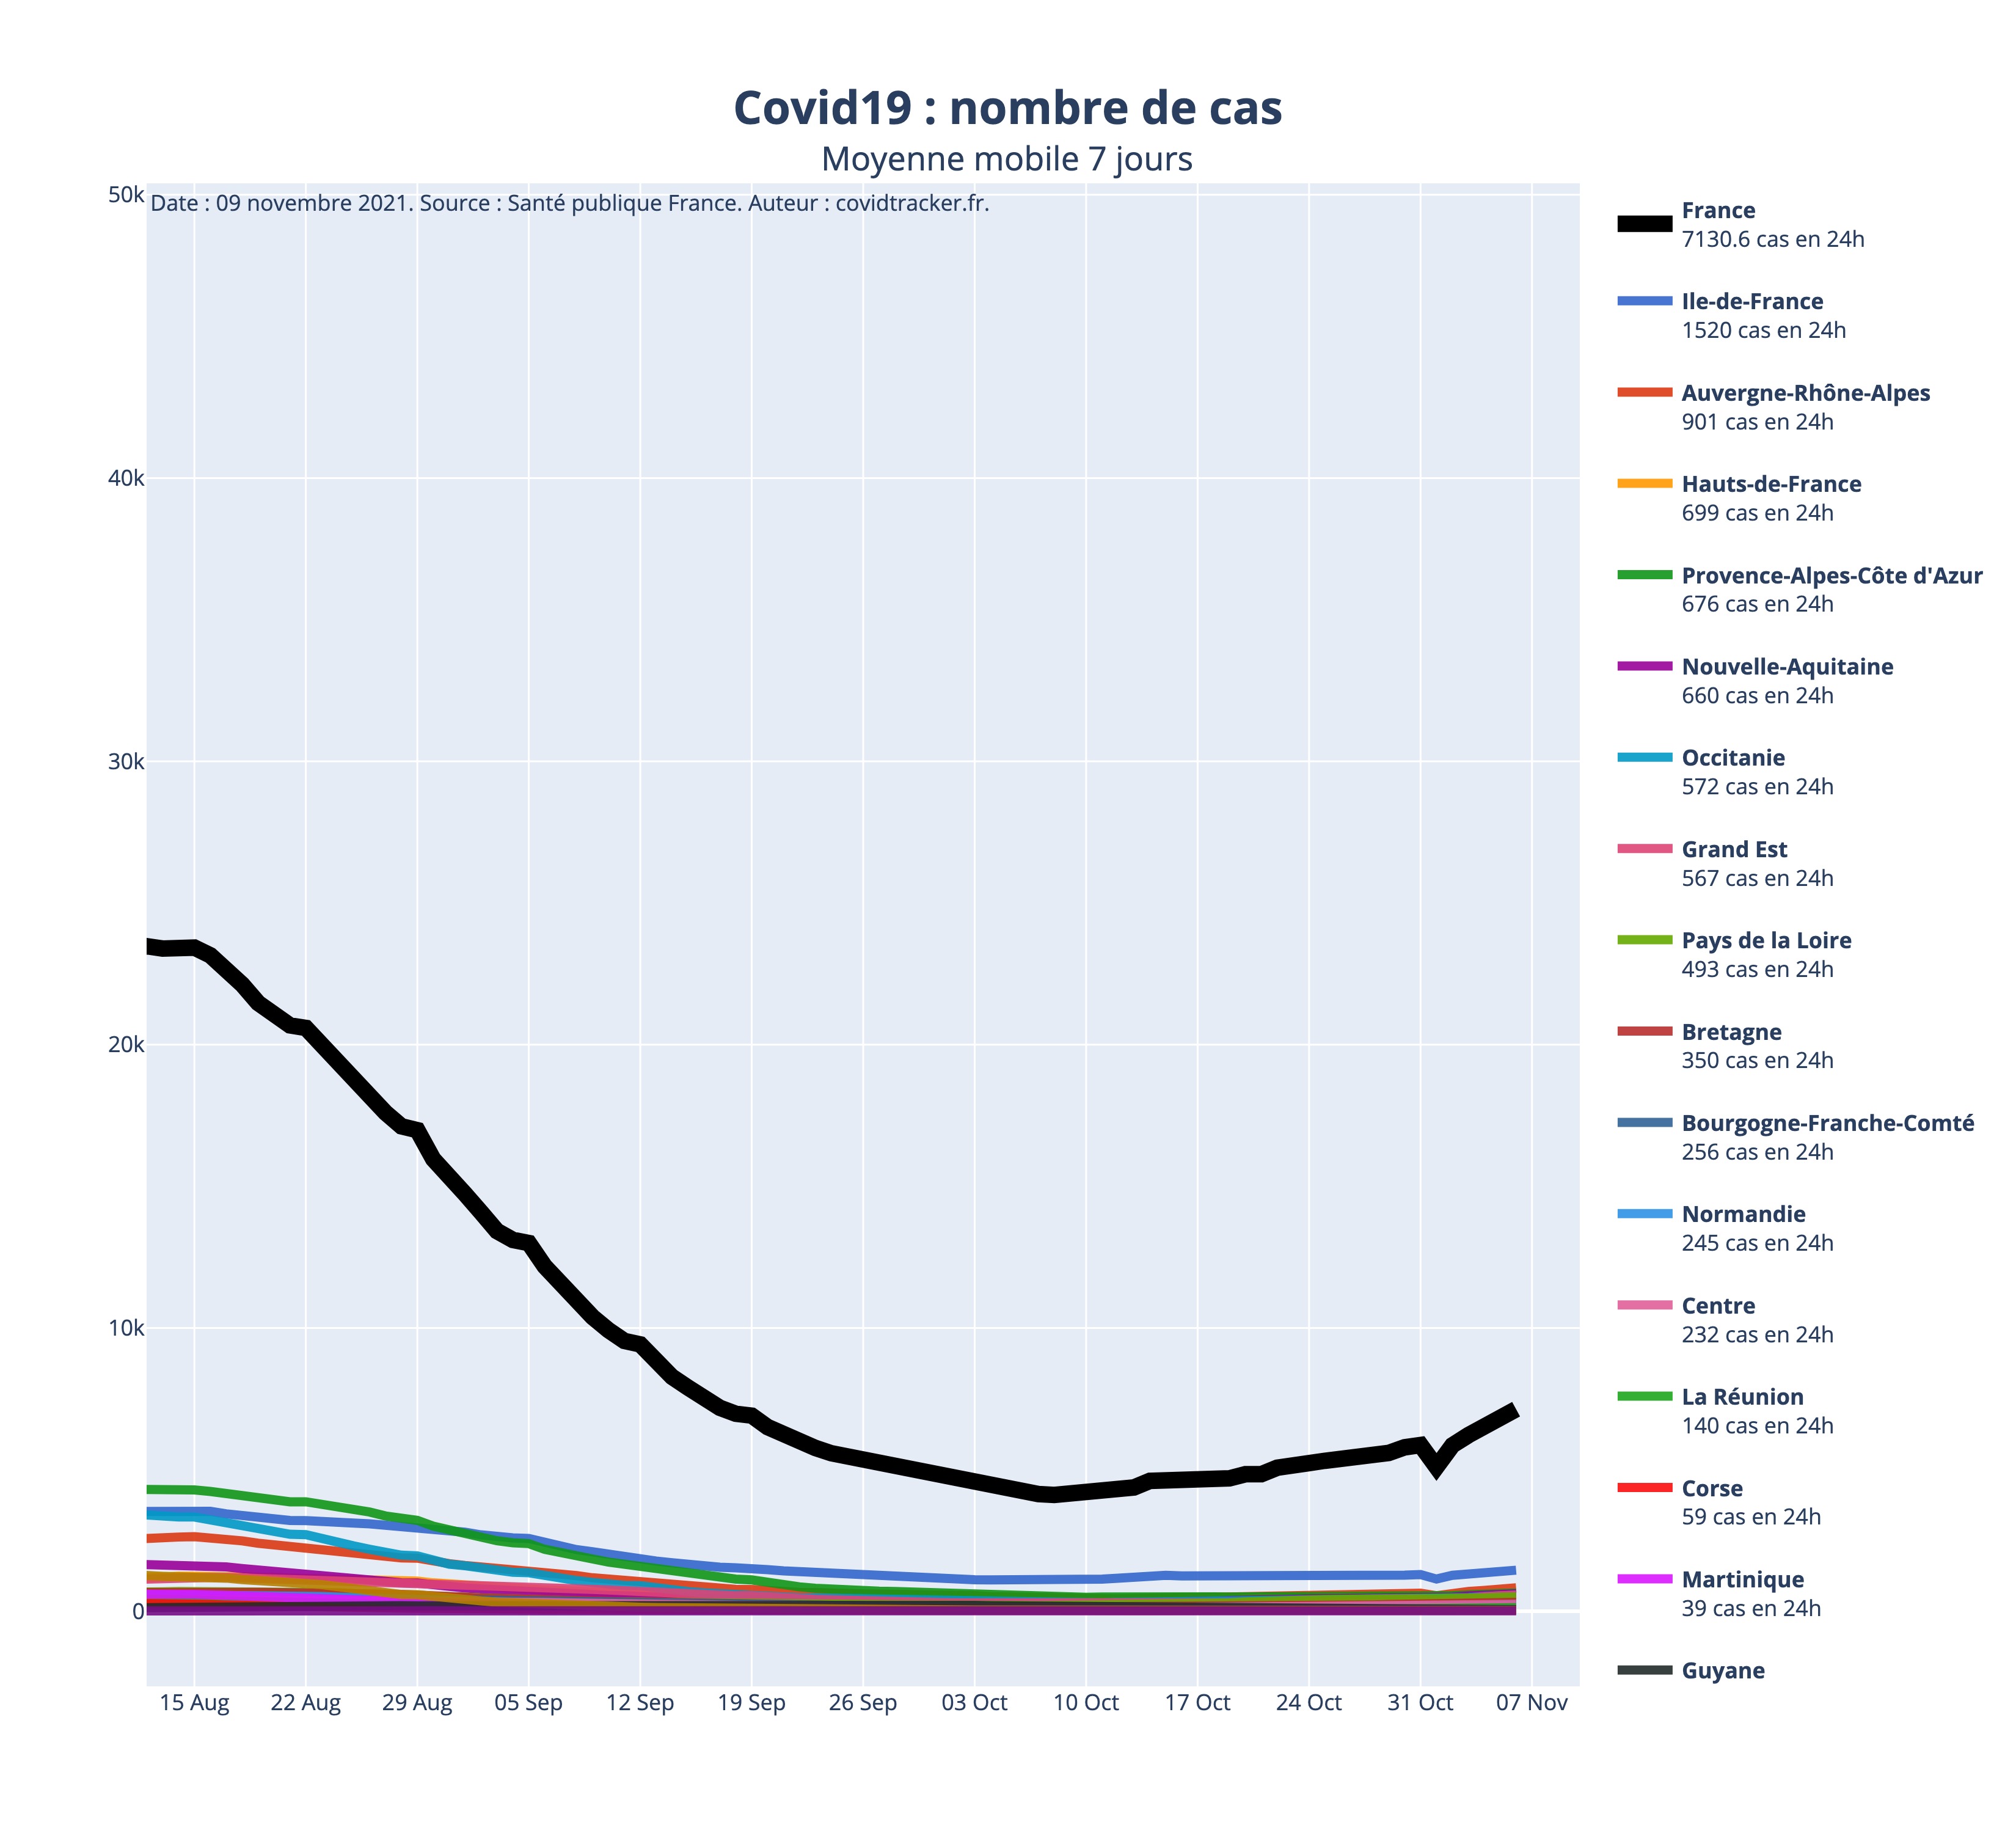 Covid19 : nombre de cas
Moyenne mobile 7 jours
Date : 09 novembre 2021. Source : Santé publique France. Auteur : covidtracker.fr.
50k
40k
30k
20k
10k
0
15 Aug
22 Aug
29 Aug
05 Sep
12 Sep
19 Sep
26 Sep
03 Oct
10 Oct
17 Oct
24 Oct
31 Oct
07 Nov
France
7130.6 cas en 24h
Ile-de-France
1520 cas en 24h
Auvergne-Rhône-Alpes
901 cas en 24h
Hauts-de-France
699 cas en 24h
Provence-Alpes-Côte d'Azur
676 cas en 24h
Nouvelle-Aquitaine
660 cas en 24h
Occitanie
572 cas en 24h
Grand Est
567 cas en 24h
Pays de la Loire
493 cas en 24h
Bretagne
350 cas en 24h
Bourgogne-Franche-Comté
256 cas en 24h
Normandie
245 cas en 24h
Centre
232 cas en 24h
La Réunion
140 cas en 24h
Corse
59 cas en 24h
Martinique
39 cas en 24h
Guyane